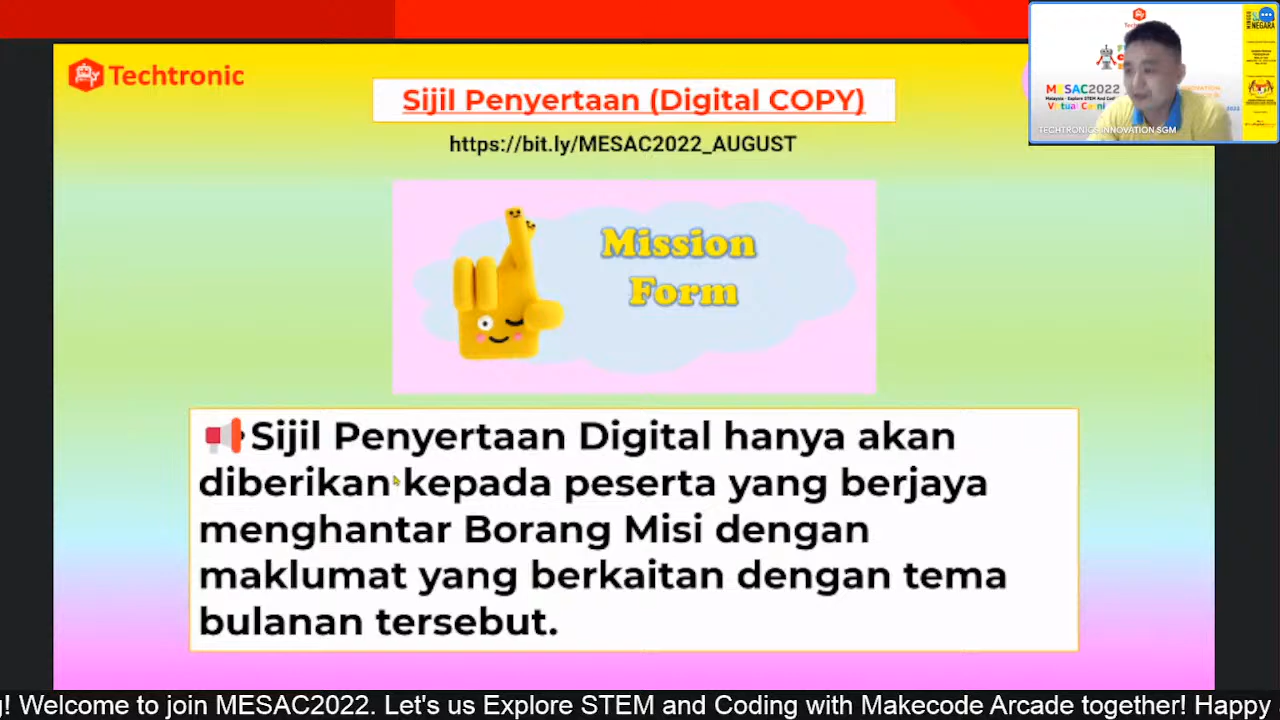 Techtronic
Sijil Penyertaan (Digital COPY)
https://bit.ly/MESAC2022_AUGUST
Mission
Form
Sijil Penyertaan Digital hanya akan
diberikan kepada peserta yang berjaya
menghantar Borang Misi dengan
maklumat yang berkaitan dengan tema
bulanan tersebut.
MESAC2022
NEGARA
TECHTRONICS INNOVATION SGM
! Welcome to join MESAC2022. Let's us Explore STEM and Coding with Makecode Arcade together! Happy